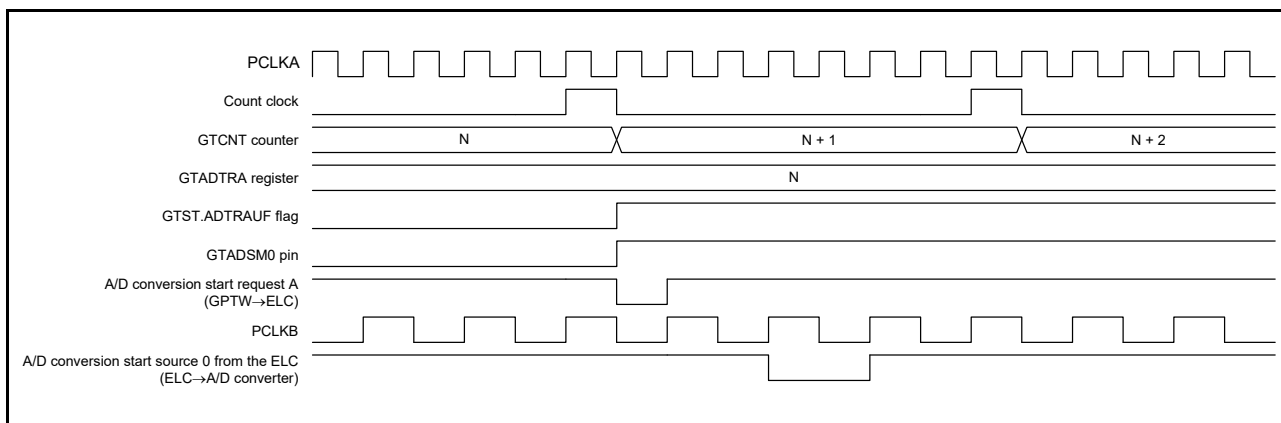 PCLKA
Count clock
GTCNT counter
N
N + 1
N + 2
GTADTRA register
N
GTST.ADTRAUF flag
GTADSM0 pin
A/D conversion start request A
(GPTW→ELC)
PCLKB
A/D conversion start source 0 from the ELC
(ELC→A/D converter)